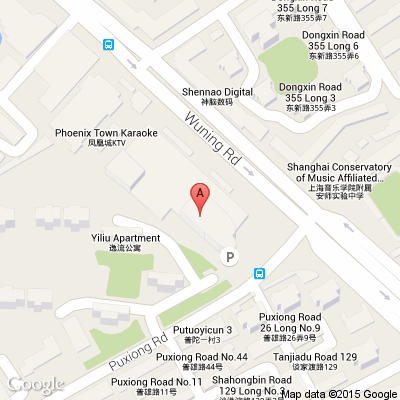 Dongxin Road
355 Long 7
东新路355弄7
Dongxin Road
355 Long 6
东新路355弄6
Shennao Digital
神脑数码
Dongxin Road
355 Long 3
东新路355弄3
Wuning Rd
Phoenix Town Karaoke
凤凰城KTV
Shanghai Conservatory
of Music Affiliated...
上海音乐学院附属
安师实验中学
A
Yiliu Apartment
逸流公寓
P
Puxiong Road
26 Long No.9
普雄路26弄9号
Putuoyicun 3
普陀一村3
Puxiong Rd
Puxiong Road No.44
普雄路44号
Tanjiadu Road 129
谈家渡路129
Puxiong Road No.11
普雄路11号
Shahongbin Road
129 Long No.3
Google
Map data ©2015 Google